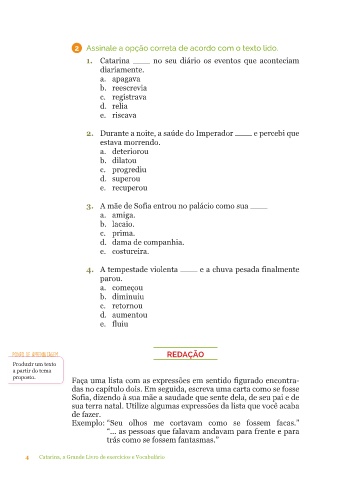 2 Assinale a opção correta de acordo com o texto lido.
1. Catarina ____ no seu diário os eventos que aconteciam
diariamente.
a. apagava
b. reescrevia
c. registrava
d. relia
e. riscava
2. Durante a noite, a saúde do Imperador ____ e percebi que
estava morrendo.
a. deteriorou
b. dilatou
c. progrediu
d. superou
e. recuperou
3. A mãe de Sofia entrou no palácio como sua ____
a. amiga.
b. lacaio.
c. prima.
d. dama de companhia.
e. costureira.
4. A tempestade violenta ____ e a chuva pesada finalmente
parou.
a. começou
b. diminuiu
c. retornou
d. aumentou
e. fluiu
REDAÇÃO
Produzir um texto
a partir do tema
proposto.
Faça uma lista com as expressões em sentido figurado encontra-
das no capítulo dois. Em seguida, escreva uma carta como se fosse
Sofia, dizendo à sua mãe a saudade que sente dela, de seu pai e de
sua terra natal. Utilize algumas expressões da lista que você acaba
de fazer.
Exemplo: "Seu olhos me cortavam como se fossem facas."
"... as pessoas que falavam andavam para frente e para
trás como se fossem fantasmas."
4 Catarina, a Grande Livro de exercícios e Vocabulário